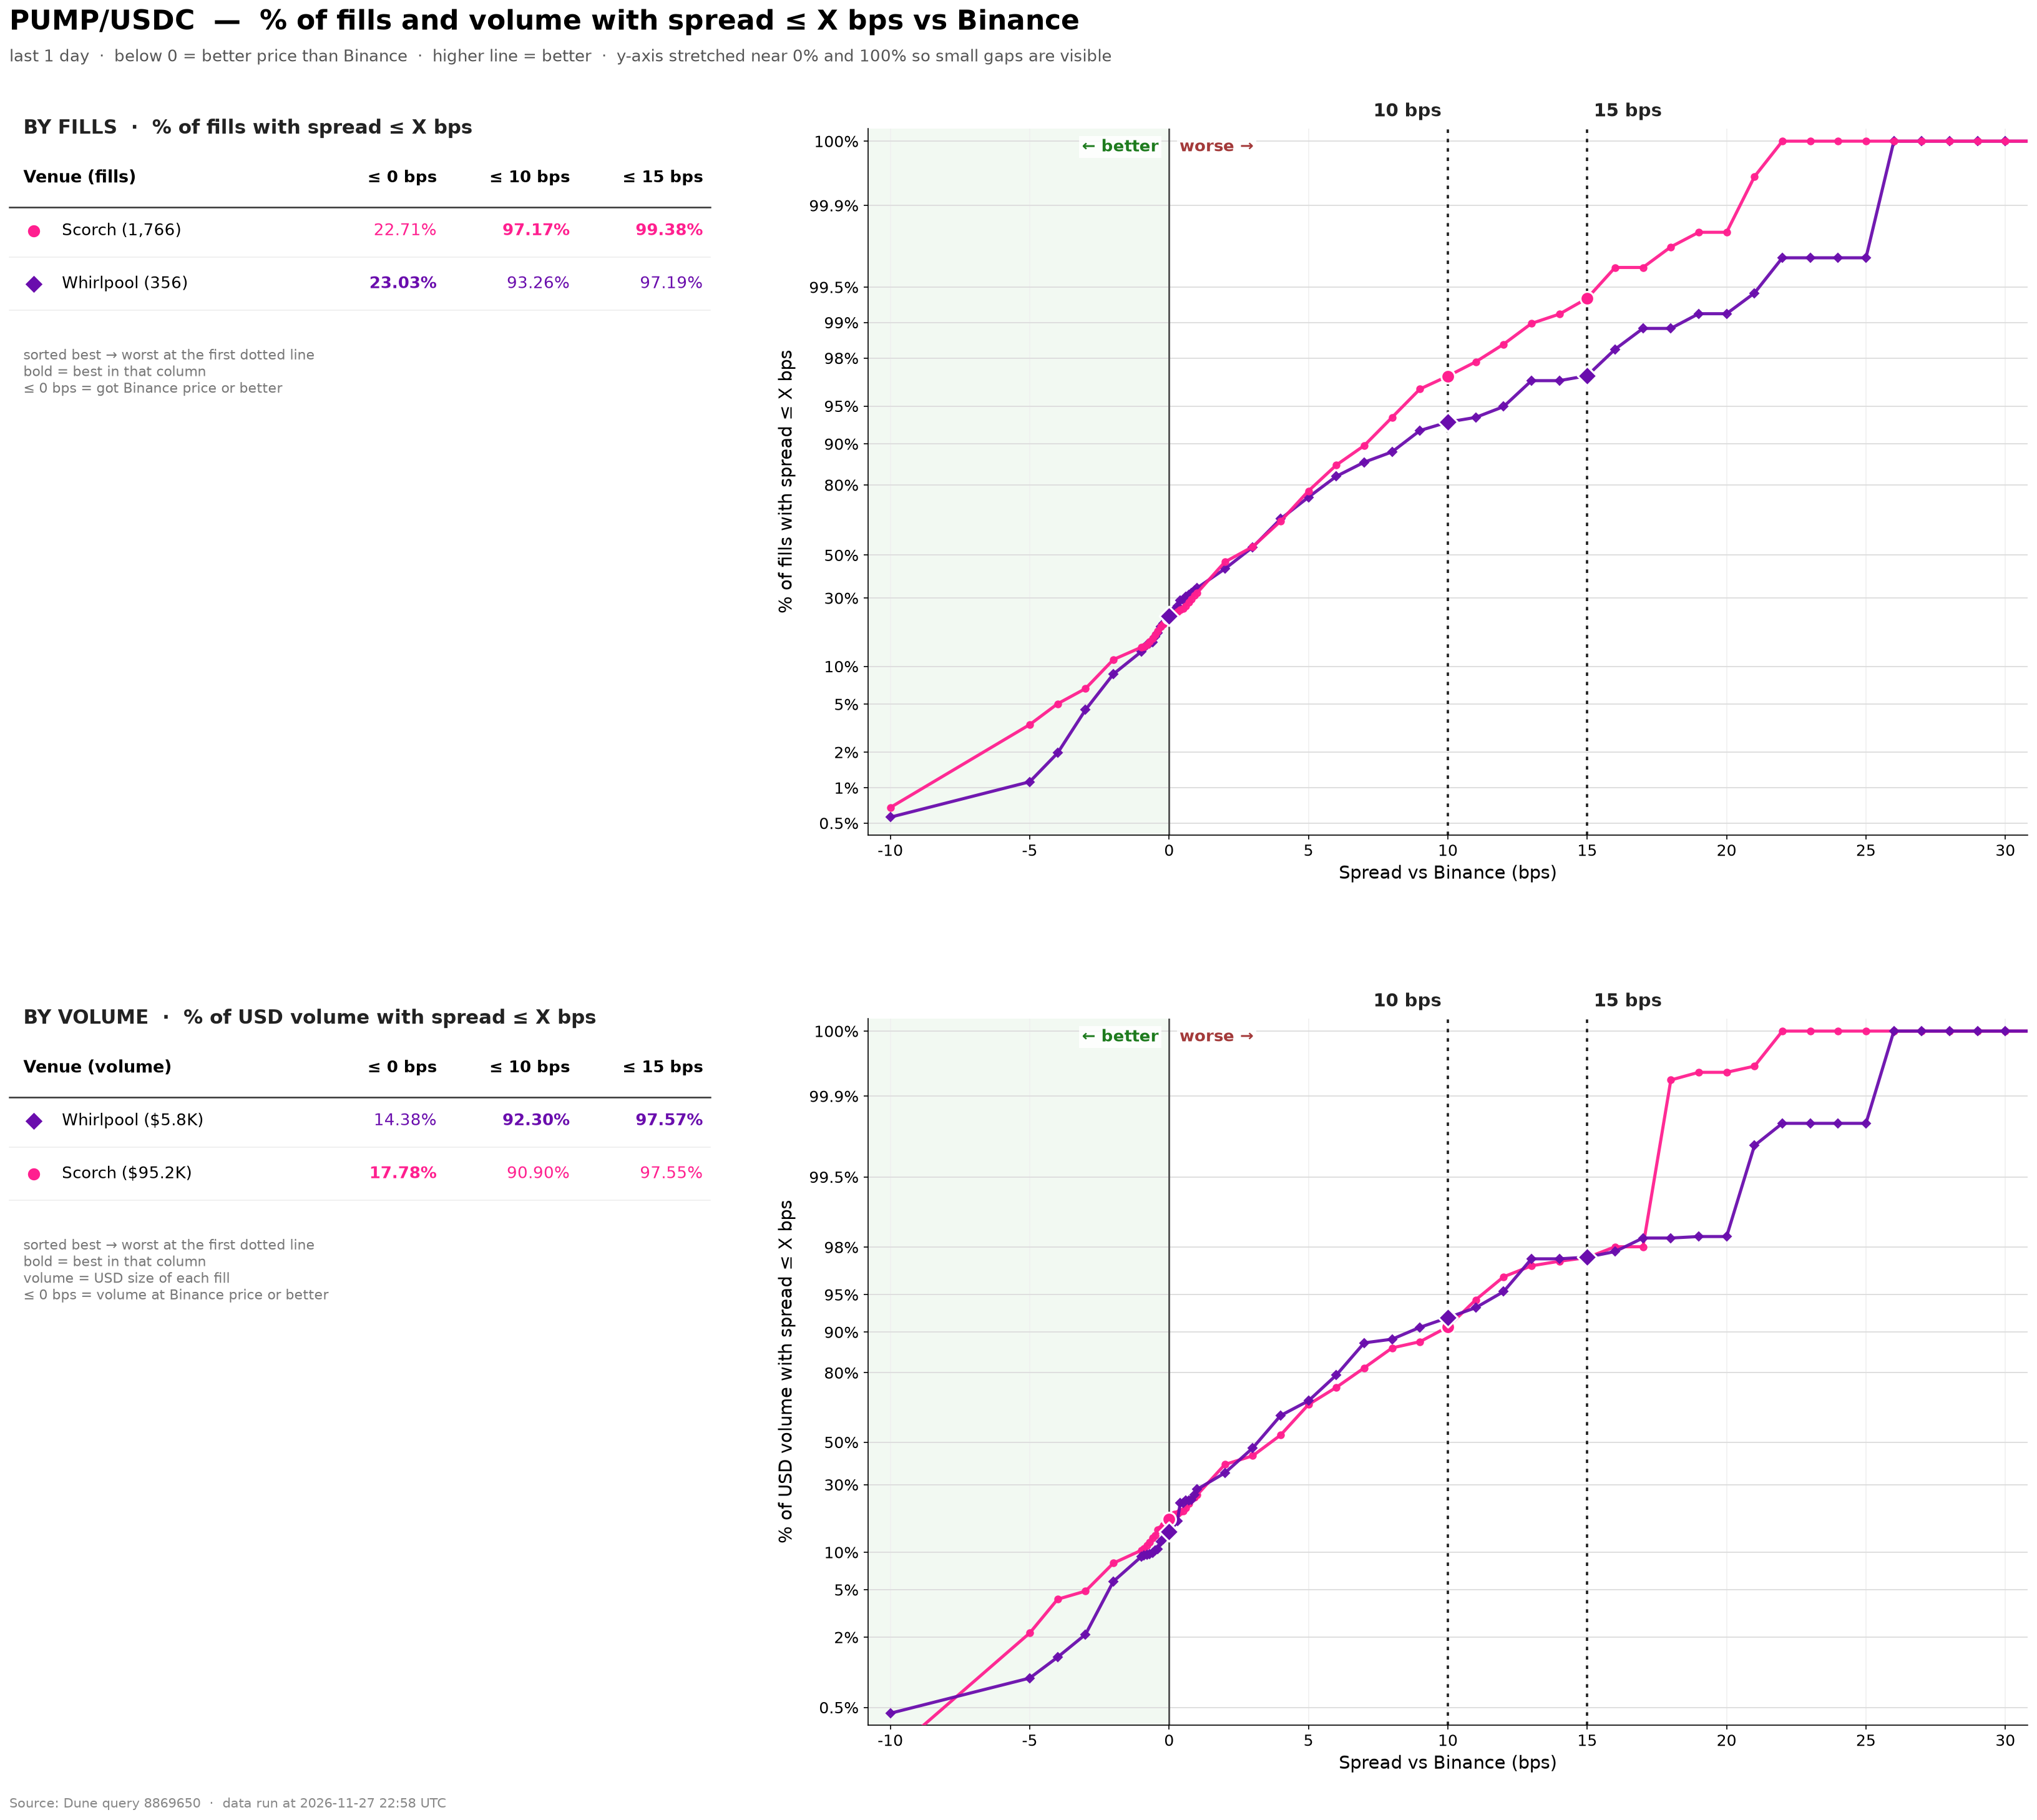 PUMP/USDC — % of fills and volume with spread ≤ X bps vs Binance
last 1 day · below 0 = better price than Binance · higher line = better · y-axis stretched near 0% and 100% so small gaps are visible
BY FILLS · % of fills with spread ≤ X bps
Venue (fills) ≤ 0 bps ≤ 10 bps ≤ 15 bps
Scorch (1,766) 22.71% 97.17% 99.38%
Whirlpool (356) 23.03% 93.26% 97.19%
sorted best → worst at the first dotted line
bold = best in that column
≤ 0 bps = got Binance price or better
10 bps 15 bps
← better worse →
% of fills with spread ≤ X bps
100%
99.9%
99.5%
99%
98%
95%
90%
80%
50%
30%
10%
5%
2%
1%
0.5%
-10 -5 0 5 10 15 20 25 30
Spread vs Binance (bps)
BY VOLUME · % of USD volume with spread ≤ X bps
Venue (volume) ≤ 0 bps ≤ 10 bps ≤ 15 bps
Whirlpool ($5.8K) 14.38% 92.30% 97.57%
Scorch ($95.2K) 17.78% 90.90% 97.55%
sorted best → worst at the first dotted line
bold = best in that column
volume = USD size of each fill
≤ 0 bps = volume at Binance price or better
10 bps 15 bps
← better worse →
% of USD volume with spread ≤ X bps
100%
99.9%
99.5%
98%
95%
90%
80%
50%
30%
10%
5%
2%
0.5%
-10 -5 0 5 10 15 20 25 30
Spread vs Binance (bps)
Source: Dune query 8869650 · data run at 2026-11-27 22:58 UTC